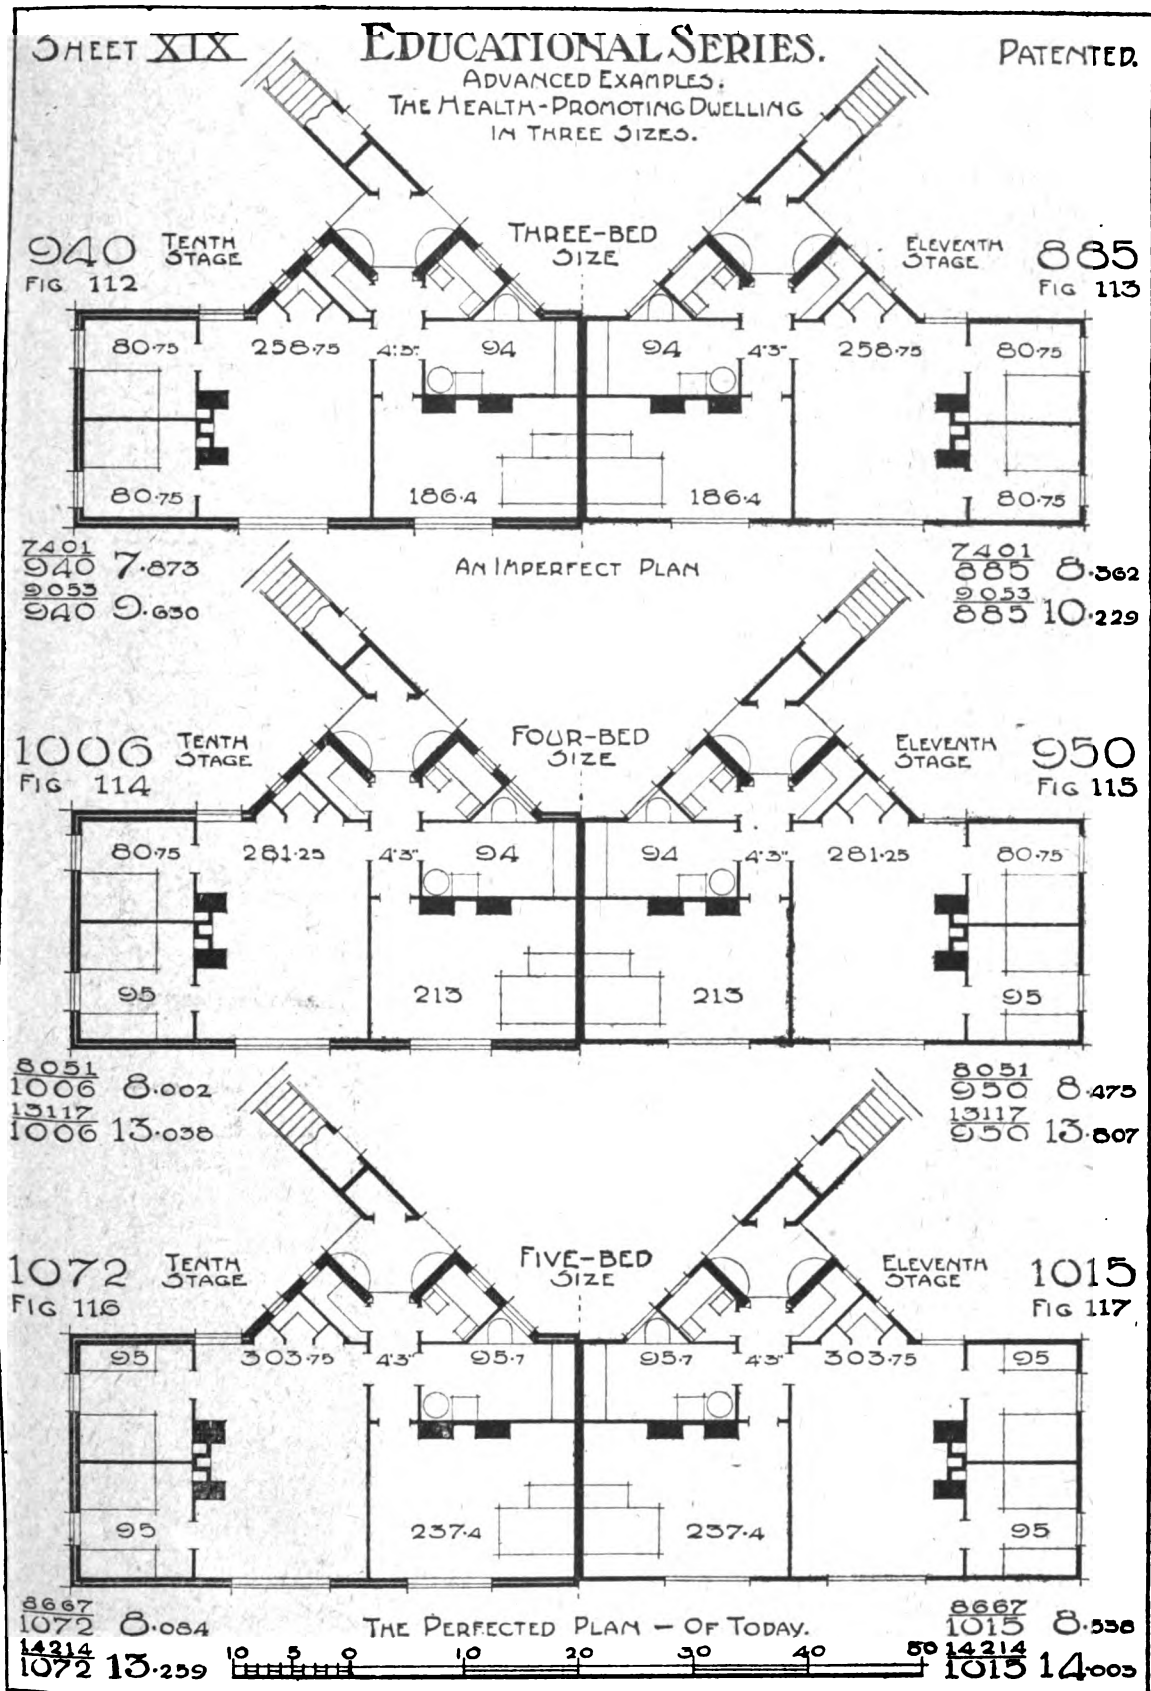 SHEET XIX
EDUCATIONAL SERIES.
PATENTED.
ADVANCED EXAMPLES.
THE HEALTH-PROMOTING DWELLING
IN THREE SIZES.
940
TENTH
STAGE
FIG 112
THREE-BED
SIZE
ELEVENTH
STAGE
885
FIG 113
80.75 258.75 4'3" 94 94 4'3" 258.75 80.75
80.75 186.4 186.4 80.75
7401
940 7.873
9053
940 9.630
AN IMPERFECT PLAN
7401
885 8.362
9053
885 10.229
1006
TENTH
STAGE
FIG 114
FOUR-BED
SIZE
ELEVENTH
STAGE
950
FIG 115
80.75 281.25 4'3" 94 94 4'3" 281.25 80.75
95 213 213 95
8051
1006 8.002
13117
1006 13.038
8051
950 8.475
13117
950 13.807
1072
TENTH
STAGE
FIG 116
FIVE-BED
SIZE
ELEVENTH
STAGE
1015
FIG 117
95 303.75 4'3" 95.7 95.7 4'3" 303.75 95
95 237.4 237.4 95
8667
1072 8.084
14214
1072 13.259
THE PERFECTED PLAN – OF TODAY.
8667
1015 8.538
14214
1015 14.003
10 5 0 10 20 30 40 50